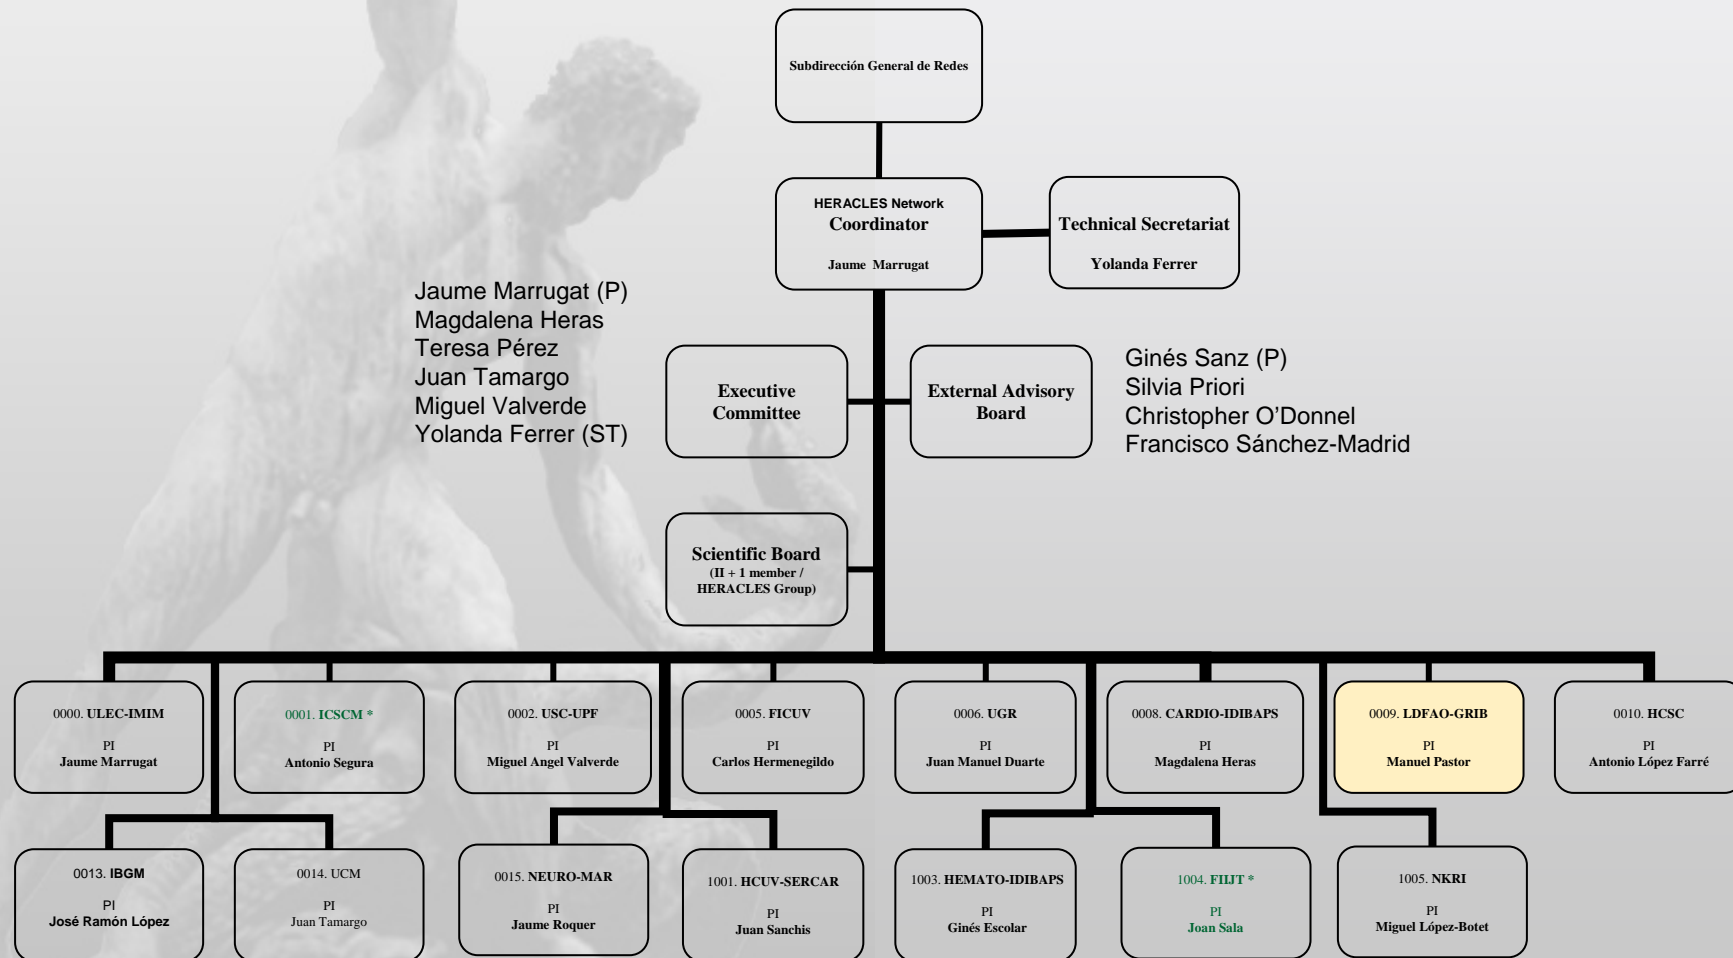 Subdirección General de Redes
HERACLES Network
Coordinator
Jaume Marrugat
Technical Secretariat
Yolanda Ferrer
Jaume Marrugat (P)
Magdalena Heras
Teresa Pérez
Juan Tamargo
Miguel Valverde
Yolanda Ferrer (ST)
Executive
Committee
External Advisory
Board
Ginés Sanz (P)
Silvia Priori
Christopher O’Donnel
Francisco Sánchez-Madrid
Scientific Board
(II + 1 member /
HERACLES Group)
0000. ULEC-IMIM
PI
Jaume Marrugat
0001. ICSCM *
PI
Antonio Segura
0002. USC-UPF
PI
Miguel Angel Valverde
0005. FICUV
PI
Carlos Hermenegildo
0006. UGR
PI
Juan Manuel Duarte
0008. CARDIO-IDIBAPS
PI
Magdalena Heras
0009. LDFAO-GRIB
PI
Manuel Pastor
0010. HCSC
PI
Antonio López Farré
0013. IBGM
PI
José Ramón López
0014. UCM
PI
Juan Tamargo
0015. NEURO-MAR
PI
Jaume Roquer
1001. HCUV-SERCAR
PI
Juan Sanchis
1003. HEMATO-IDIBAPS
PI
Ginés Escolar
1004. FIIJT *
PI
Joan Sala
1005. NKRI
PI
Miguel López-Botet